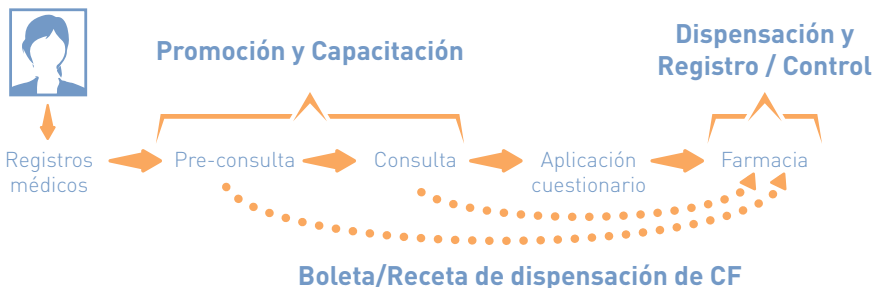 Promoción y Capacitación
Dispensación y
Registro / Control
Registros
médicos
Pre-consulta
Consulta
Aplicación
cuestionario
Farmacia
Boleta/Receta de dispensación de CF